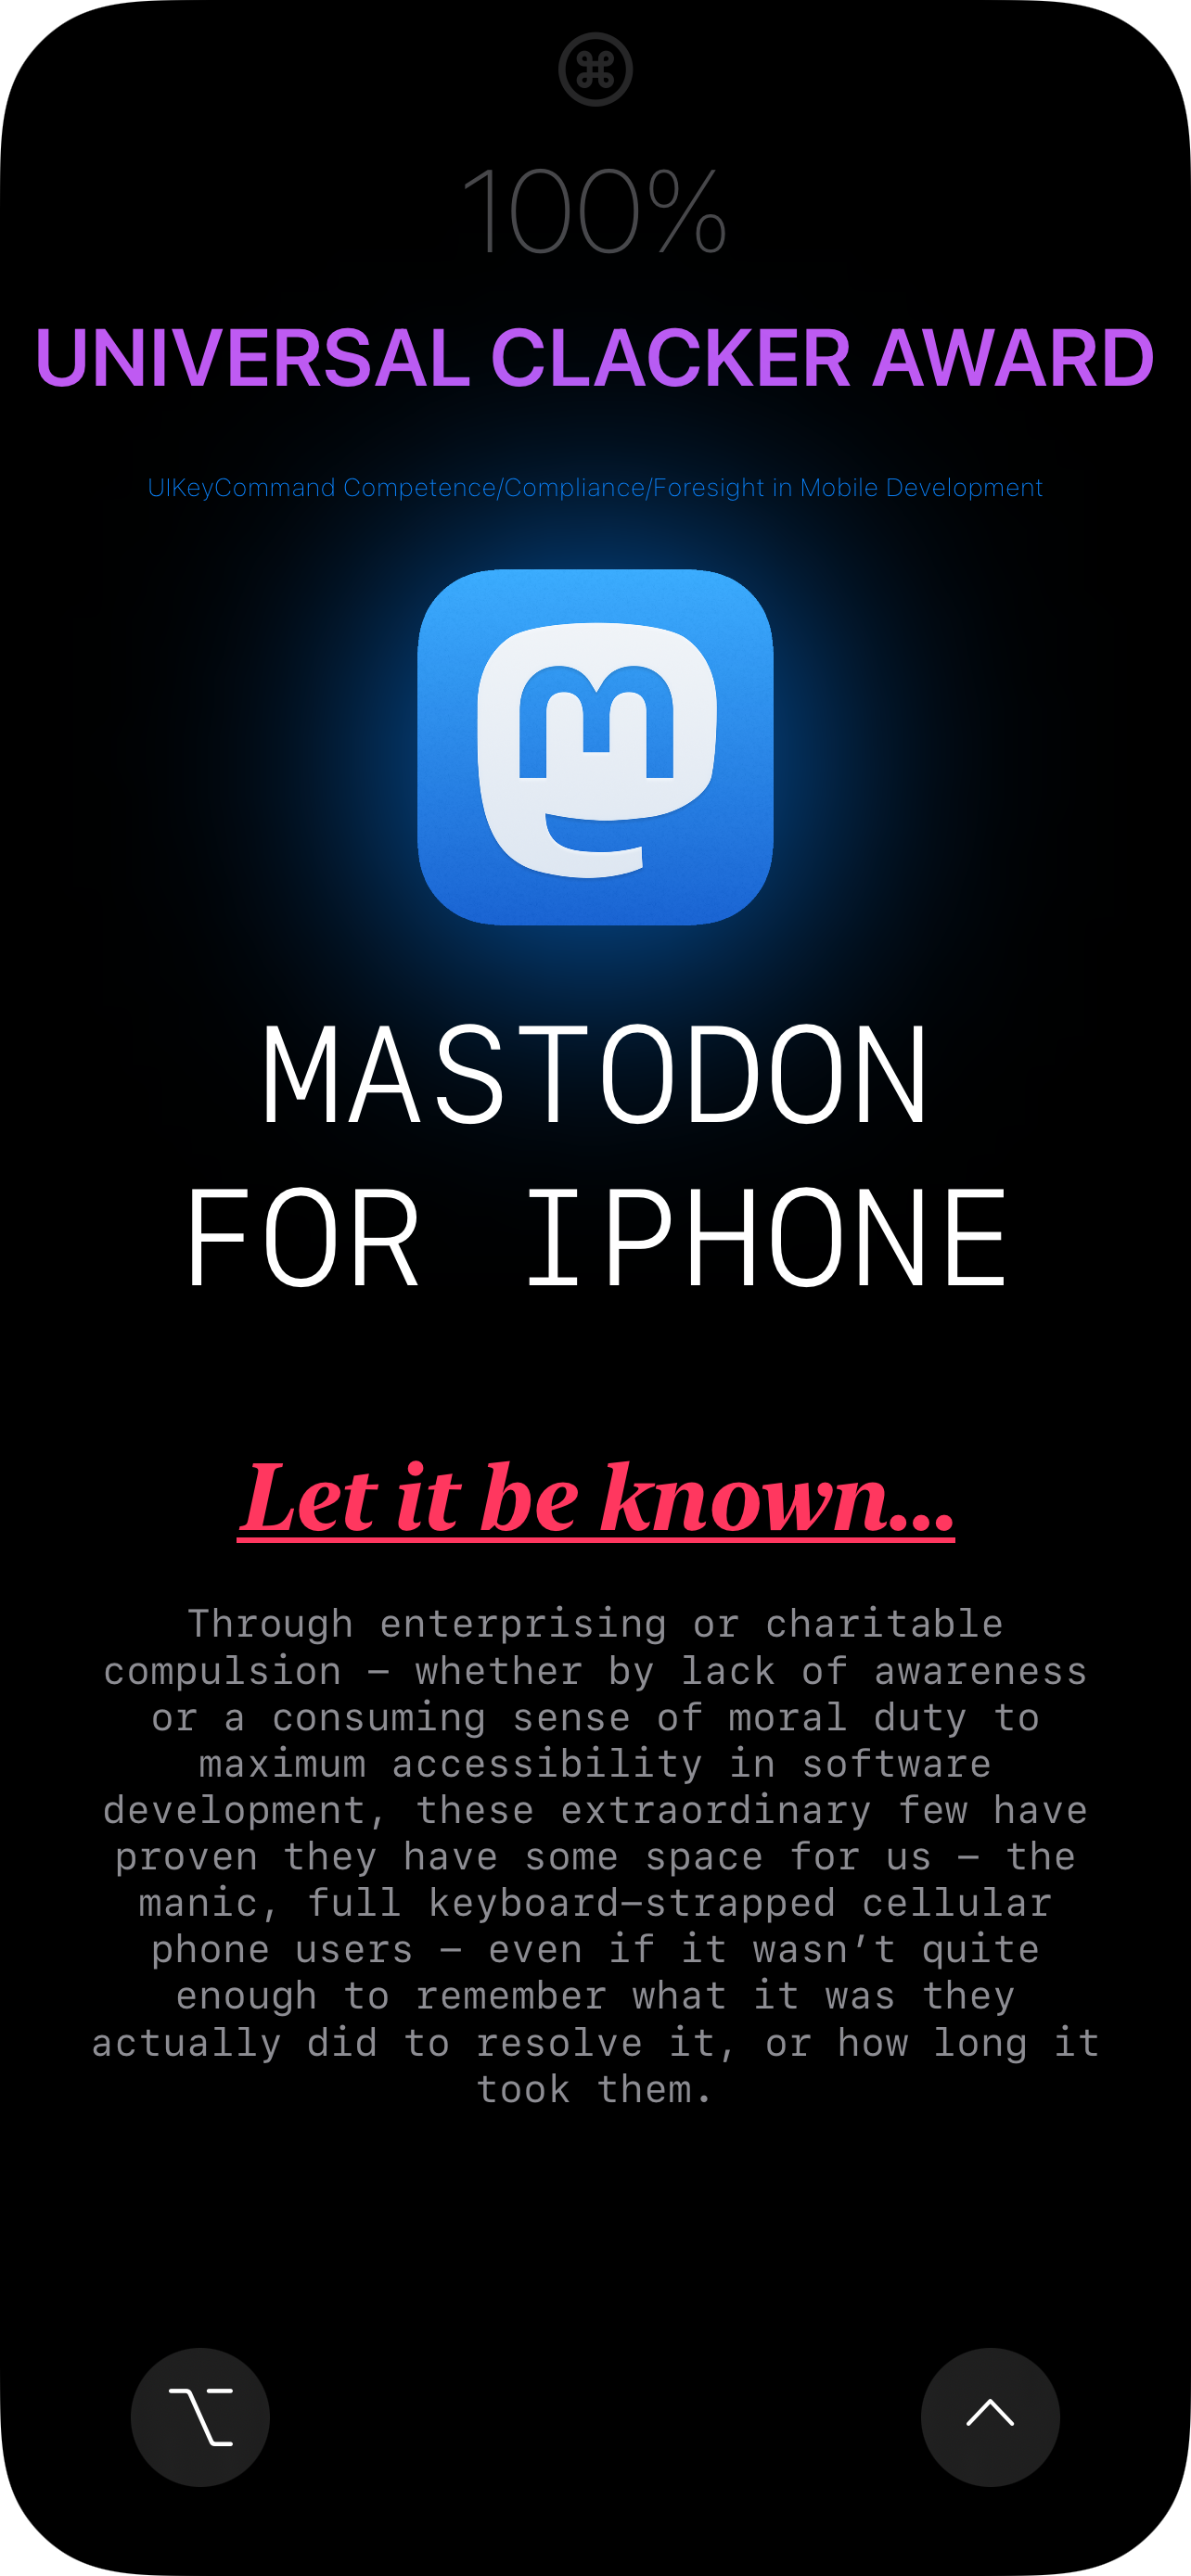 ⌘
100%
UNIVERSAL CLACKER AWARD
UIKeyCommand Competence/Compliance/Foresight in Mobile Development
m
MASTODON
FOR IPHONE
Let it be known...
Through enterprising or charitable
compulsion – whether by lack of awareness
or a consuming sense of moral duty to
maximum accessibility in software
development, these extraordinary few have
proven they have some space for us – the
manic, full keyboard–strapped cellular
phone users – even if it wasn’t quite
enough to remember what it was they
actually did to resolve it, or how long it
took them.
⌥ ⌃